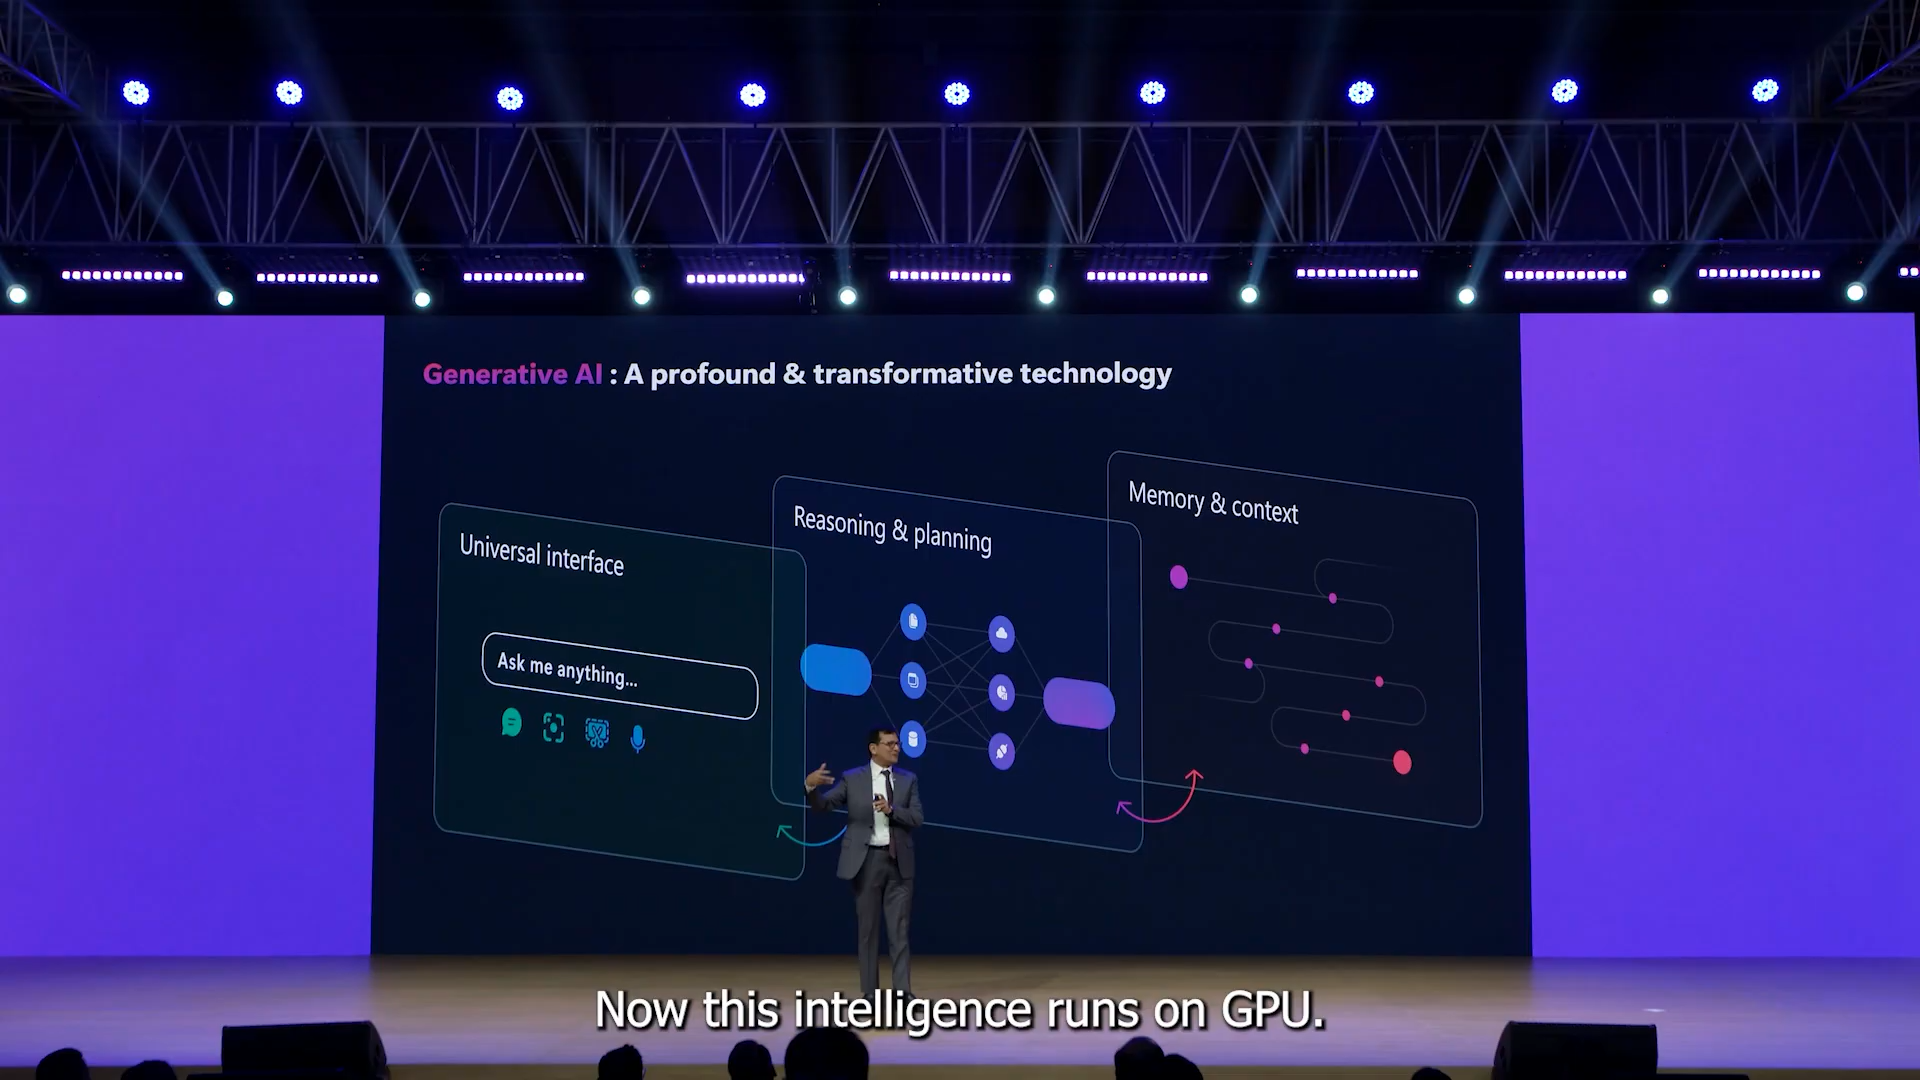 Generative AI : A profound & transformative technology
Universal interface
Ask me anything...
Reasoning & planning
Memory & context
Now this intelligence runs on GPU.